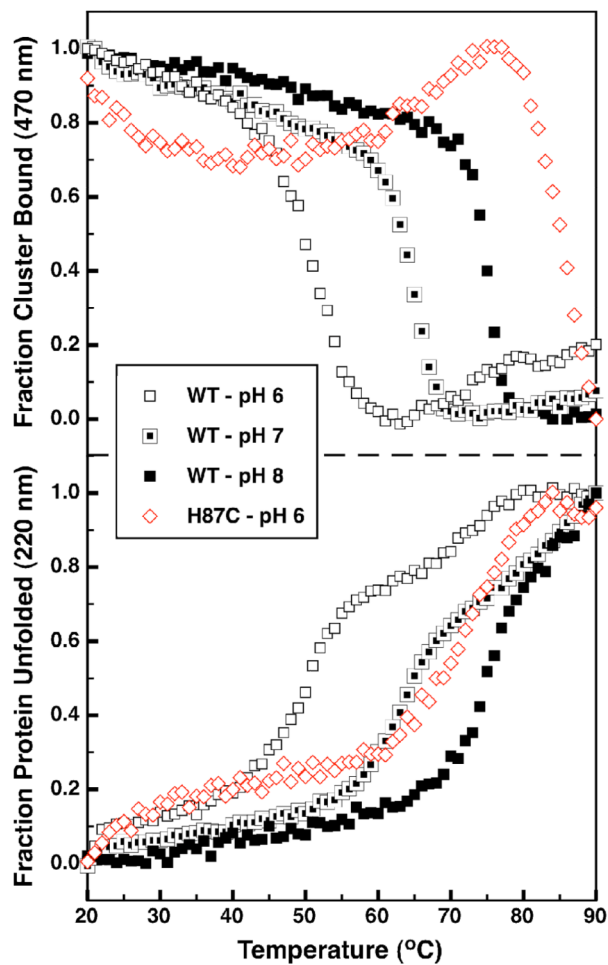 Fraction Cluster Bound (470 nm)
1.0
0.8
0.6
0.4
0.2
0.0
WT - pH 6
WT - pH 7
WT - pH 8
H87C - pH 6
Fraction Protein Unfolded (220 nm)
1.0
0.8
0.6
0.4
0.2
0.0
20 30 40 50 60 70 80 90
Temperature (ºC)